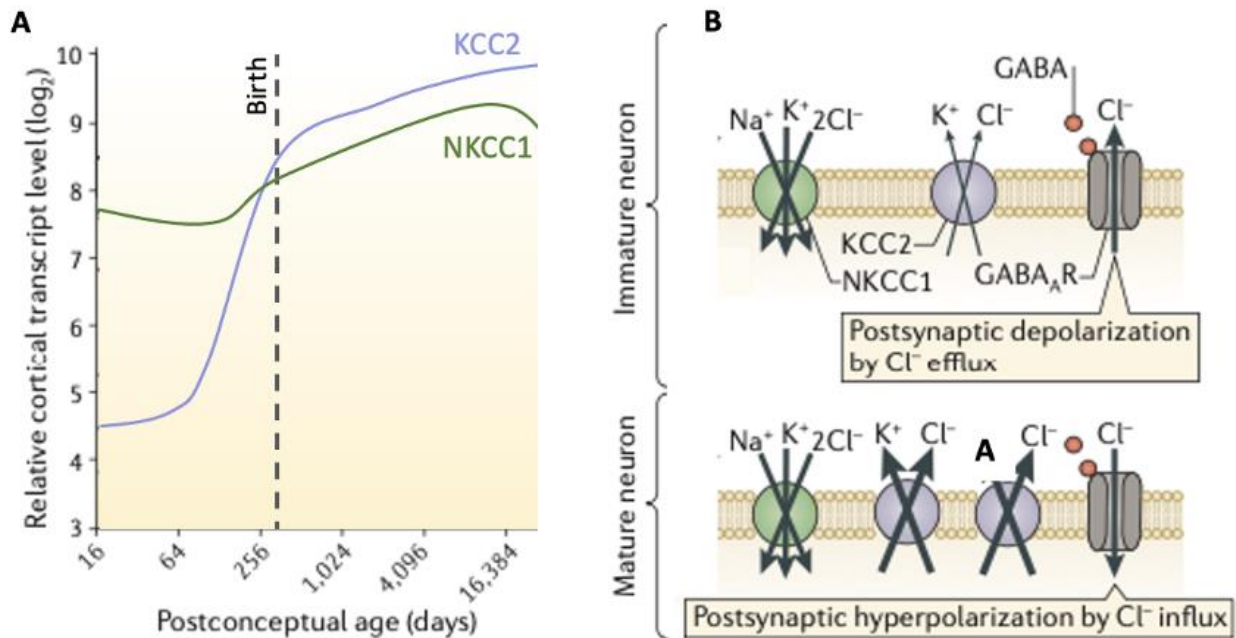 A
Relative cortical transcript level (log₂)
10
9
8
7
6
5
4
3
Birth
KCC2
NKCC1
16
64
256
1,024
4,096
16,384
Postconceptual age (days)
B
Immature neuron
GABA
Na⁺ K⁺ 2Cl⁻
K⁺ Cl⁻
Cl⁻
KCC2
NKCC1
GABA_AR
Postsynaptic depolarization
by Cl⁻ efflux
Mature neuron
Na⁺ K⁺ 2Cl⁻
K⁺ Cl⁻
A
Cl⁻
Cl⁻
Postsynaptic hyperpolarization by Cl⁻ influx